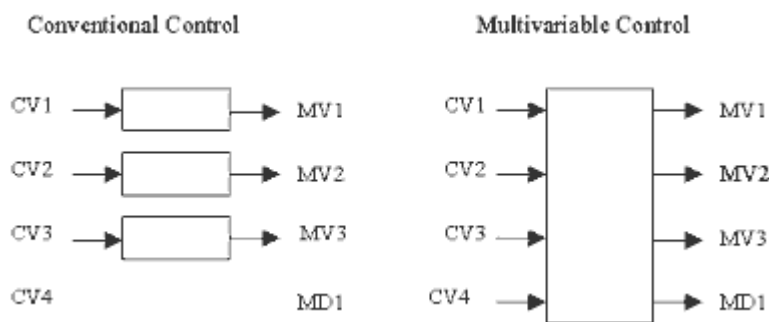 Conventional Control
Multivariable Control
CV1 MV1 CV1 MV1
CV2 MV2 CV2 MV2
CV3 MV3 CV3 MV3
CV4 MD1 CV4 MD1